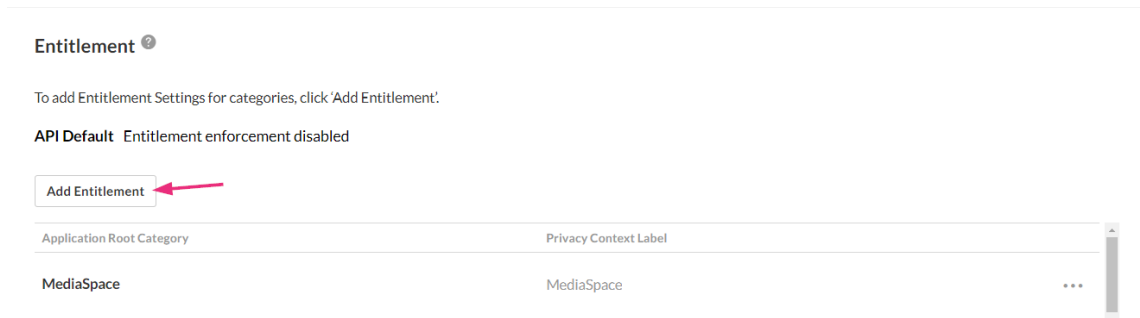 Entitlement ?
To add Entitlement Settings for categories, click 'Add Entitlement'.
API Default Entitlement enforcement disabled
Add Entitlement
Application Root Category Privacy Context Label
MediaSpace MediaSpace